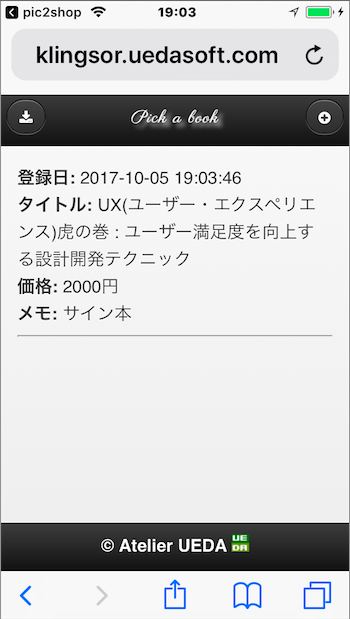 pic2shop 19:03
klingsor.uedasoft.com
Pick a book
登録日: 2017-10-05 19:03:46
タイトル: UX(ユーザー・エクスペリエ
ンス)虎の巻 : ユーザー満足度を向上す
る設計開発テクニック
価格: 2000円
メモ: サイン本
© Atelier UEDA UE
DA